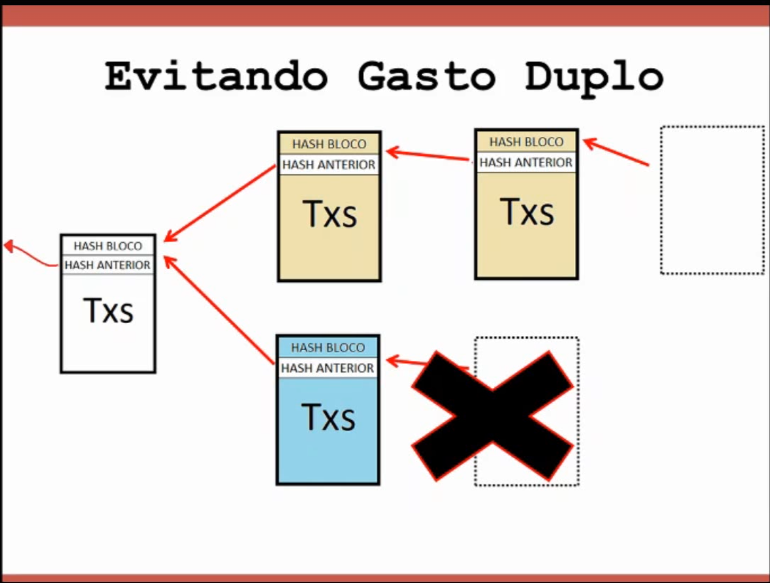 Evitando Gasto Duplo
HASH BLOCO
HASH ANTERIOR
Txs
HASH BLOCO
HASH ANTERIOR
Txs
HASH BLOCO
HASH ANTERIOR
Txs
HASH BLOCO
HASH ANTERIOR
Txs